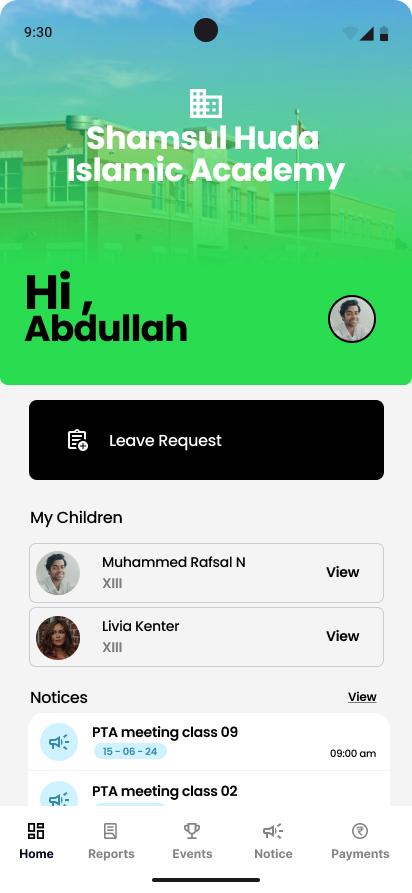 9:30
Shamsul Huda
Islamic Academy
Hi ,
Abdullah
Leave Request
My Children
Muhammed Rafsal N
XIII
View
Livia Kenter
XIII
View
Notices
View
PTA meeting class 09
15 - 06 - 24
09:00 am
PTA meeting class 02
Home
Reports
Events
Notice
Payments